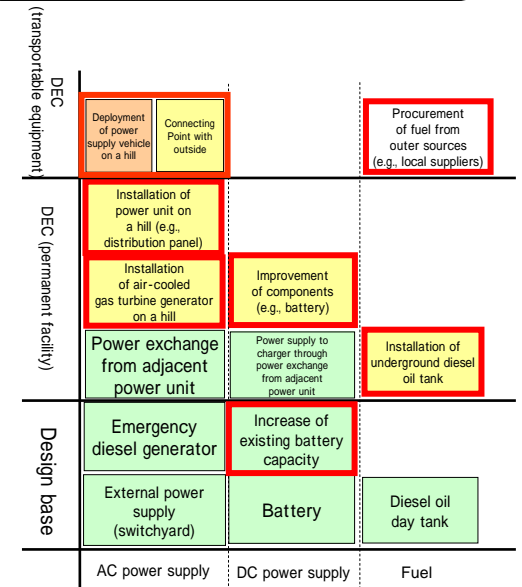 DEC
(transportable equipment)
Deployment
of power
supply vehicle
on a hill
Connecting
Point with
outside
Procurement
of fuel from
outer sources
(e.g., local suppliers)
DEC (permanent facility)
Installation of
power unit on
a hill (e.g.,
distribution panel)
Installation
of air-cooled
gas turbine generator
on a hill
Improvement
of components
(e.g., battery)
Power exchange
from adjacent
power unit
Power supply to
charger through
power exchange
from adjacent
power unit
Installation of
underground diesel
oil tank
Design base
Emergency
diesel generator
Increase of
existing battery
capacity
External power
supply
(switchyard)
Battery
Diesel oil
day tank
AC power supply
DC power supply
Fuel